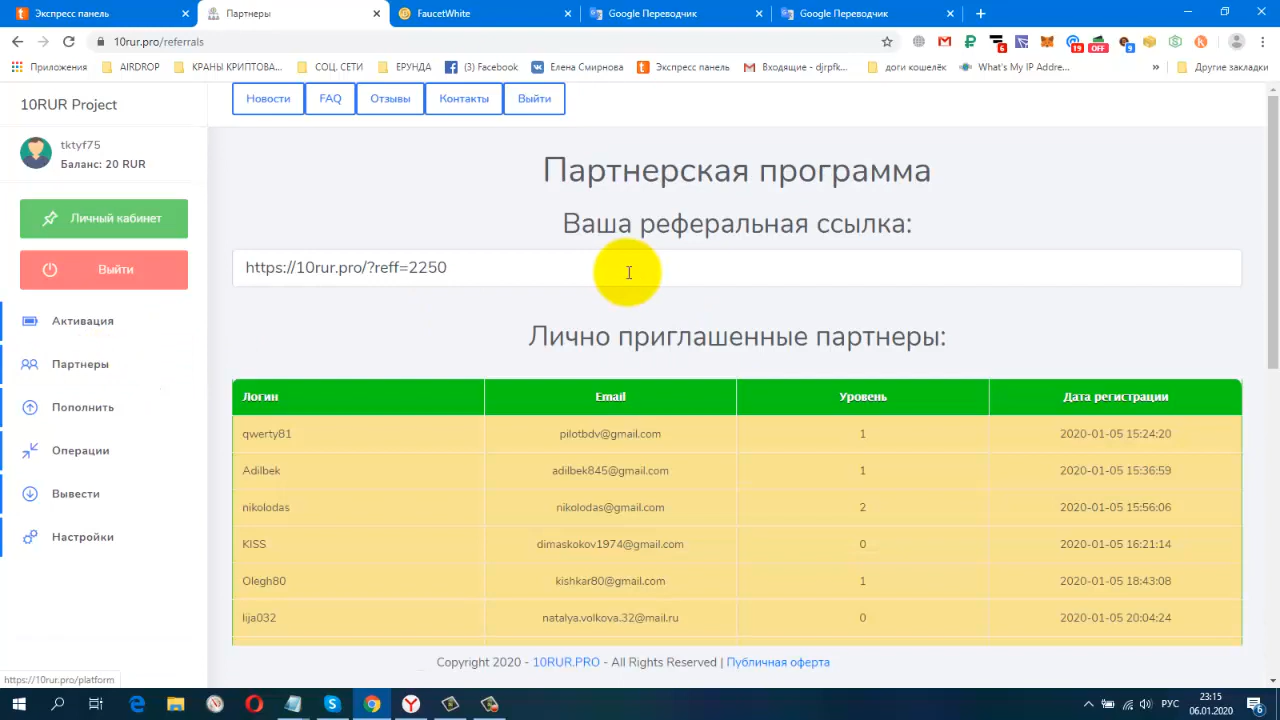 Экспресс панель
Партнеры
FaucetWhite
Google Переводчик
Google Переводчик
10rur.pro/referrals
6
19
OFF
9
Приложения
AIRDROP
КРАНЫ КРИПТОВА...
СОЦ. СЕТИ
ЕРУНДА
(3) Facebook
Елена Смирнова
Экспресс панель
Входящие - djrpfk...
доги кошелёк
What's My IP Addre...
»
Другие закладки
10RUR Project
Новости
FAQ
Отзывы
Контакты
Выйти
tktyf75
Баланс: 20 RUR
Личный кабинет
Выйти
Активация
Партнеры
Пополнить
Операции
Вывести
Настройки
Партнерская программа
Ваша реферальная ссылка:
https://10rur.pro/?reff=2250
Лично приглашенные партнеры:
Логин Email Уровень Дата регистрации
qwerty81 pilotbdv@gmail.com 1 2020-01-05 15:24:20
Adilbek adilbek845@gmail.com 1 2020-01-05 15:36:59
nikolodas nikolodas@gmail.com 2 2020-01-05 15:56:06
KISS dimaskokov1974@gmail.com 0 2020-01-05 16:21:14
Olegh80 kishkar80@gmail.com 1 2020-01-05 18:43:08
lija032 natalya.volkova.32@mail.ru 0 2020-01-05 20:04:24
Copyright 2020 - 10RUR.PRO - All Rights Reserved | Публичная оферта
https://10rur.pro/platform
РУС
23:15
06.01.2020
6